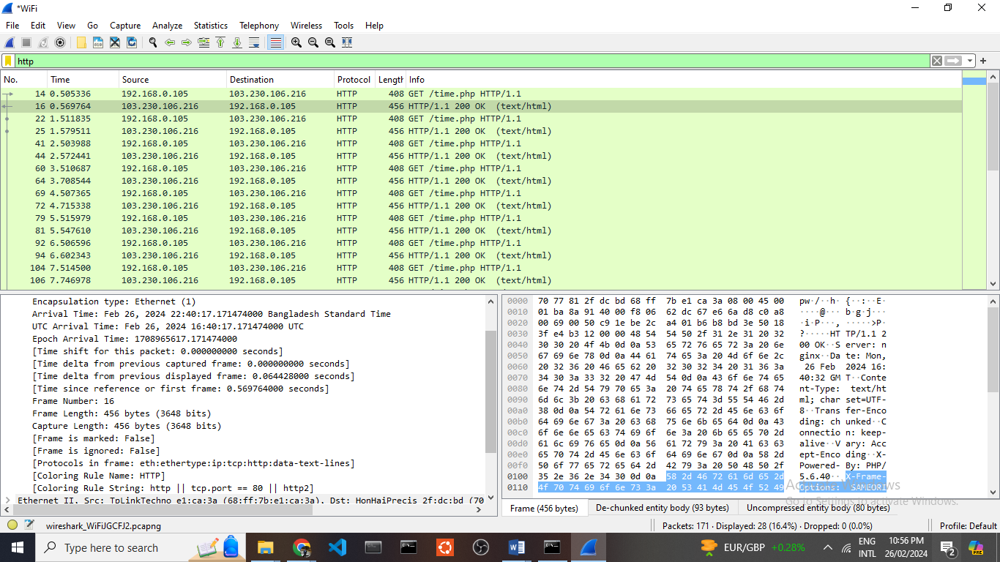 *WiFi
File Edit View Go Capture Analyze Statistics Telephony Wireless Tools Help
http
No. Time Source Destination Protocol Length Info
14 0.505336 192.168.0.105 103.230.106.216 HTTP 408 GET /time.php HTTP/1.1
16 0.569764 103.230.106.216 192.168.0.105 HTTP 456 HTTP/1.1 200 OK (text/html)
22 1.511835 192.168.0.105 103.230.106.216 HTTP 408 GET /time.php HTTP/1.1
25 1.579511 103.230.106.216 192.168.0.105 HTTP 456 HTTP/1.1 200 OK (text/html)
41 2.503988 192.168.0.105 103.230.106.216 HTTP 408 GET /time.php HTTP/1.1
44 2.572441 103.230.106.216 192.168.0.105 HTTP 456 HTTP/1.1 200 OK (text/html)
60 3.510687 192.168.0.105 103.230.106.216 HTTP 408 GET /time.php HTTP/1.1
64 3.708544 103.230.106.216 192.168.0.105 HTTP 456 HTTP/1.1 200 OK (text/html)
69 4.507365 192.168.0.105 103.230.106.216 HTTP 408 GET /time.php HTTP/1.1
72 4.715338 103.230.106.216 192.168.0.105 HTTP 456 HTTP/1.1 200 OK (text/html)
79 5.515979 192.168.0.105 103.230.106.216 HTTP 408 GET /time.php HTTP/1.1
81 5.547610 103.230.106.216 192.168.0.105 HTTP 456 HTTP/1.1 200 OK (text/html)
92 6.506596 192.168.0.105 103.230.106.216 HTTP 408 GET /time.php HTTP/1.1
94 6.602343 103.230.106.216 192.168.0.105 HTTP 456 HTTP/1.1 200 OK (text/html)
104 7.514500 192.168.0.105 103.230.106.216 HTTP 408 GET /time.php HTTP/1.1
106 7.746978 103.230.106.216 192.168.0.105 HTTP 456 HTTP/1.1 200 OK (text/html)
Encapsulation type: Ethernet (1)
Arrival Time: Feb 26, 2024 22:40:17.171474000 Bangladesh Standard Time
UTC Arrival Time: Feb 26, 2024 16:40:17.171474000 UTC
Epoch Arrival Time: 1708965617.171474000
[Time shift for this packet: 0.000000000 seconds]
[Time delta from previous captured frame: 0.000000000 seconds]
[Time delta from previous displayed frame: 0.064428000 seconds]
[Time since reference or first frame: 0.569764000 seconds]
Frame Number: 16
Frame Length: 456 bytes (3648 bits)
Capture Length: 456 bytes (3648 bits)
[Frame is marked: False]
[Frame is ignored: False]
[Protocols in frame: eth:ethertype:ip:tcp:http:data-text-lines]
[Coloring Rule Name: HTTP]
[Coloring Rule String: http || tcp.port == 80 || http2]
Ethernet II, Src: TpLinkTechno e1:ca:3a (68:ff:7b:e1:ca:3a), Dst: HonHaiPrecis 2f:dc:bd (70
0000 70 77 81 2f dc bd 68 ff 7b e1 ca 3a 08 00 45 00 pw·/··h· {··:··E·
0010 01 ba 8a 91 40 00 f8 06 62 dc 67 e6 6a d8 c0 a8 ····@··· b·g·j···
0020 00 69 00 50 c9 1e be 2c a4 01 b6 b8 bd 3e 50 18 ·i·P···, ·····>P·
0030 3f e4 b3 12 00 00 48 54 54 50 2f 31 2e 31 20 32 ?·····HT TP/1.1 2
0040 30 30 20 4f 4b 0d 0a 53 65 72 76 65 72 3a 20 6e 00 OK··S erver: n
0050 67 69 6e 78 0d 0a 44 61 74 65 3a 20 4d 6f 6e 2c ginx··Da te: Mon,
0060 20 32 36 20 46 65 62 20 32 30 32 34 20 31 36 3a 26 Feb 2024 16:
0070 34 30 3a 33 32 20 47 4d 54 0d 0a 43 6f 6e 74 65 40:32 GM T··Conte
0080 6e 74 2d 54 79 70 65 3a 20 74 65 78 74 2f 68 74 nt-Type: text/ht
0090 6d 6c 3b 20 63 68 61 72 73 65 74 3d 55 54 46 2d ml; char set=UTF-
00a0 38 0d 0a 54 72 61 6e 73 66 65 72 2d 45 6e 63 6f 8··Trans fer-Enco
00b0 64 69 6e 67 3a 20 63 68 75 6e 6b 65 64 0d 0a 43 ding: ch unked··C
00c0 6f 6e 6e 65 63 74 69 6f 6e 3a 20 6b 65 65 70 2d onnectio n: keep-
00d0 61 6c 69 76 65 0d 0a 56 61 72 79 3a 20 41 63 63 alive··V ary: Acc
00e0 65 70 74 2d 45 6e 63 6f 64 69 6e 67 0d 0a 58 2d ept-Enco ding··X-
00f0 50 6f 77 65 72 65 64 2d 42 79 3a 20 50 48 50 2f Powered- By: PHP/
0100 35 2e 36 2e 34 30 0d 0a 58 2d 46 72 61 6d 65 2d 5.6.40·· X-Frame-
0110 4f 70 74 69 6f 6e 73 3a 20 53 41 4d 45 4f 52 49 Options: SAMEORI
Activate Windows
Go to Settings to activate Windows.
Frame (456 bytes) De-chunked entity body (93 bytes) Uncompressed entity body (80 bytes)
wireshark_WiFiJGCFJ2.pcapng Packets: 171 · Displayed: 28 (16.4%) · Dropped: 0 (0.0%) Profile: Default
Type here to search EUR/GBP +0.28% ENG INTL 10:56 PM 26/02/2024 2 PRE